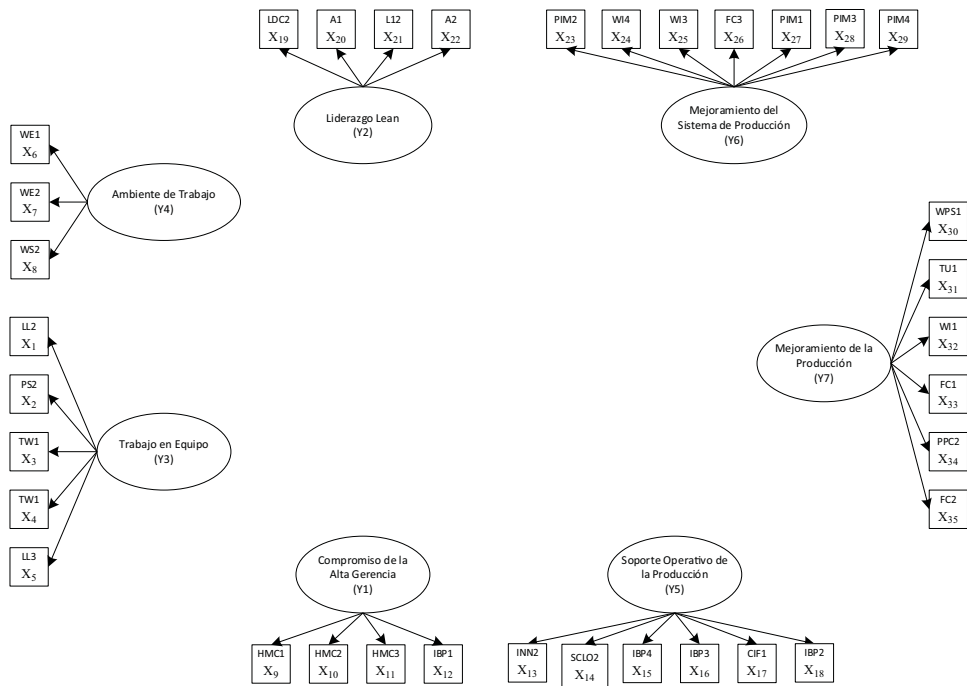 LDC2
X19
A1
X20
L12
X21
A2
X22
Liderazgo Lean
(Y2)
PIM2
X23
WI4
X24
WI3
X25
FC3
X26
PIM1
X27
PIM3
X28
PIM4
X29
Mejoramiento del
Sistema de Producción
(Y6)
WE1
X6
WE2
X7
WS2
X8
Ambiente de Trabajo
(Y4)
WPS1
X30
TU1
X31
WI1
X32
FC1
X33
PPC2
X34
FC2
X35
Mejoramiento de la
Producción
(Y7)
LL2
X1
PS2
X2
TW1
X3
TW1
X4
LL3
X5
Trabajo en Equipo
(Y3)
Compromiso de la
Alta Gerencia
(Y1)
HMC1
X9
HMC2
X10
HMC3
X11
IBP1
X12
Soporte Operativo de
la Producción
(Y5)
INN2
X13
SCLO2
X14
IBP4
X15
IBP3
X16
CIF1
X17
IBP2
X18